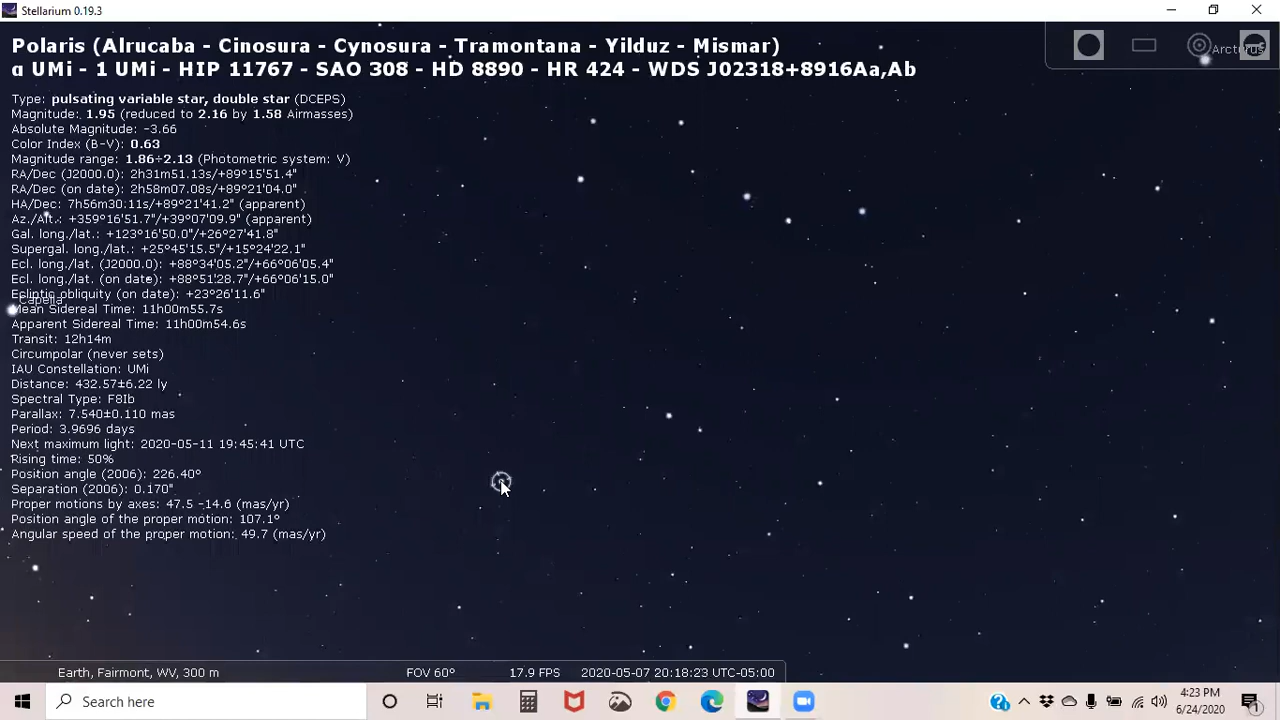 Stellarium 0.19.3
Polaris (Alrucaba - Cinosura - Cynosura - Tramontana - Yilduz - Mismar)
α UMi - 1 UMi - HIP 11767 - SAO 308 - HD 8890 - HR 424 - WDS J02318+8916Aa,Ab
Arcturus
Type: pulsating variable star, double star (DCEPS)
Magnitude: 1.95 (reduced to 2.16 by 1.58 Airmasses)
Absolute Magnitude: -3.66
Color Index (B-V): 0.63
Magnitude range: 1.86÷2.13 (Photometric system: V)
RA/Dec (J2000.0): 2h31m51.13s/+89°15'51.4"
RA/Dec (on date): 2h58m07.08s/+89°21'04.0"
HA/Dec: 7h56m30.11s/+89°21'41.2" (apparent)
Az./Alt.: +359°16'51.7"/+39°07'09.9" (apparent)
Gal. long./lat.: +123°16'50.0"/+26°27'41.8"
Supergal. long./lat.: +25°45'15.5"/+15°24'22.1"
Ecl. long./lat. (J2000.0): +88°34'05.2"/+66°06'05.4"
Ecl. long./lat. (on date): +88°51'28.7"/+66°06'15.0"
Ecliptic obliquity (on date): +23°26'11.6"
Capella
Mean Sidereal Time: 11h00m55.7s
Apparent Sidereal Time: 11h00m54.6s
Transit: 12h14m
Circumpolar (never sets)
IAU Constellation: UMi
Distance: 432.57±6.22 ly
Spectral Type: F8Ib
Parallax: 7.540±0.110 mas
Period: 3.9696 days
Next maximum light: 2020-05-11 19:45:41 UTC
Rising time: 50%
Position angle (2006): 226.40°
Separation (2006): 0.170"
Proper motions by axes: 47.5 -14.6 (mas/yr)
Position angle of the proper motion: 107.1°
Angular speed of the proper motion: 49.7 (mas/yr)
Earth, Fairmont, WV, 300 m FOV 60° 17.9 FPS 2020-05-07 20:18:23 UTC-05:00
Search here
4:23 PM
6/24/2020